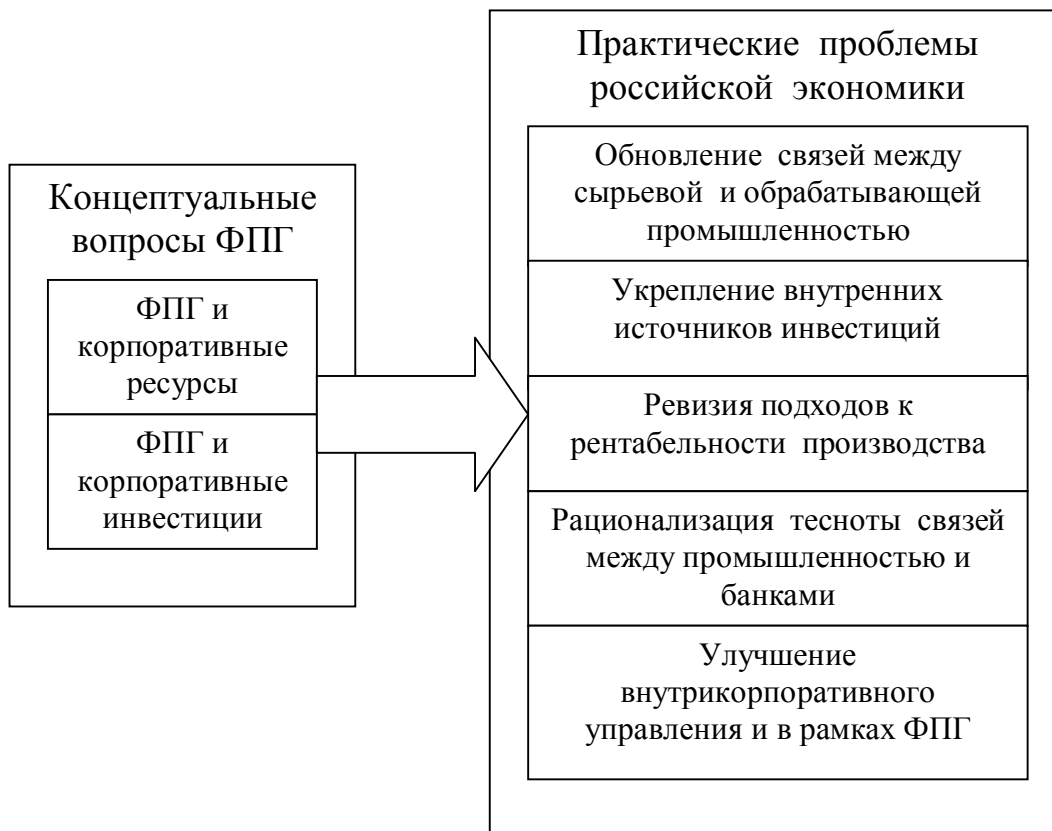 Концептуальные
вопросы ФПГ
ФПГ и
корпоративные
ресурсы
ФПГ и
корпоративные
инвестиции
Практические проблемы
российской экономики
Обновление связей между
сырьевой и обрабатывающей
промышленностью
Укрепление внутренних
источников инвестиций
Ревизия подходов к
рентабельности производства
Рационализация тесноты связей
между промышленностью и
банками
Улучшение
внутрикорпоративного
управления и в рамках ФПГ